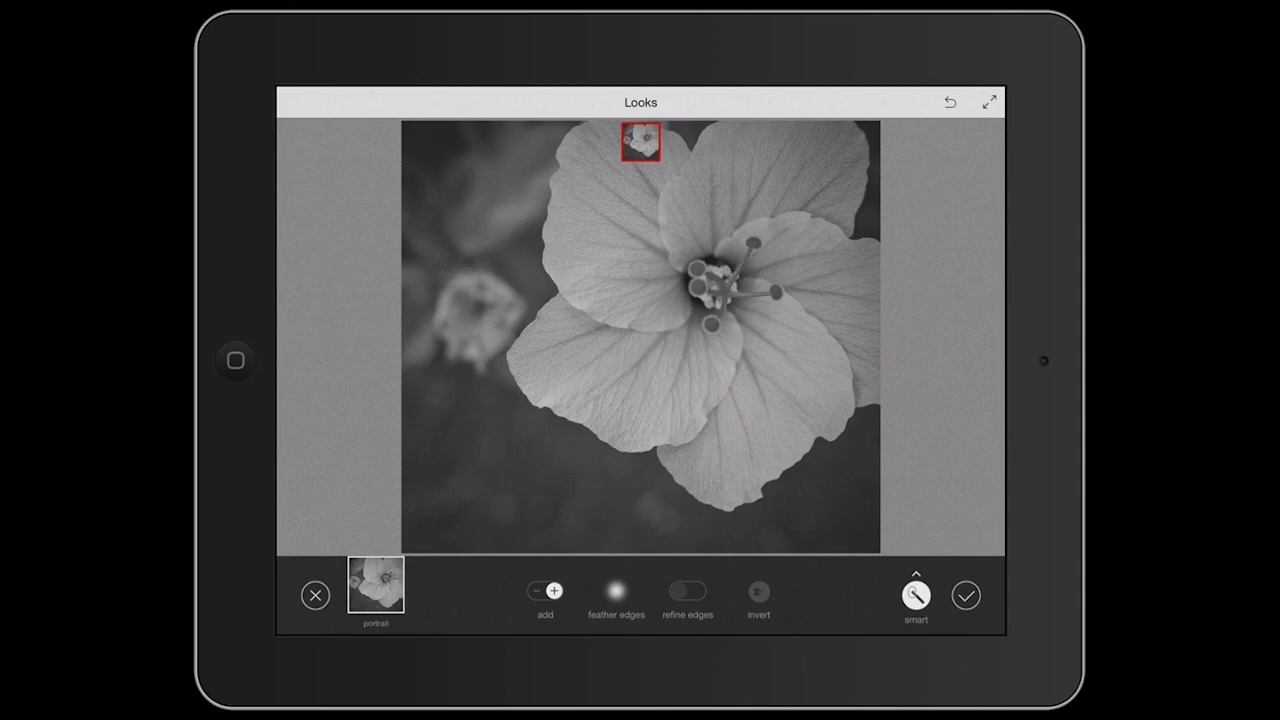 Looks
portrait
add
feather edges
refine edges
invert
smart